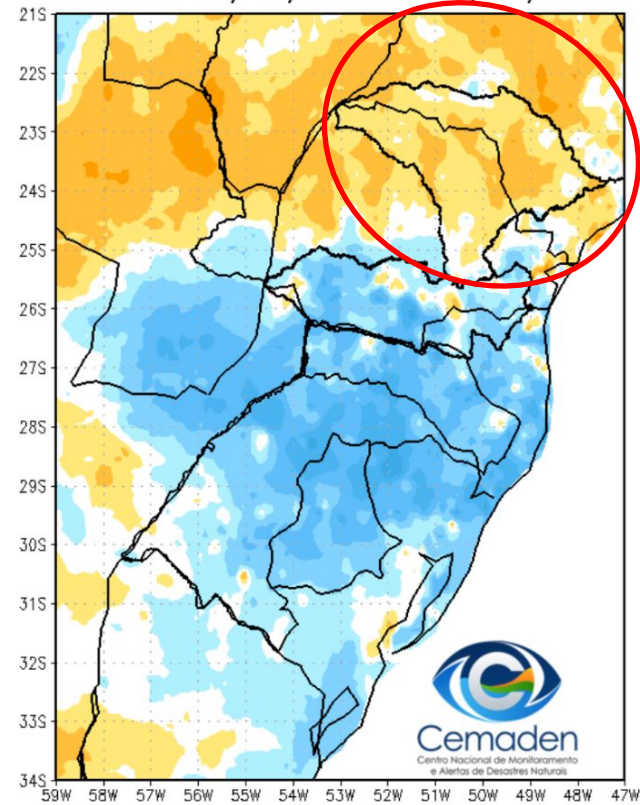 21S
22S
23S
24S
25S
26S
27S
28S
29S
30S
31S
32S
33S
34S
59W 58W 57W 56W 55W 54W 53W 52W 51W 50W 49W 48W 47W
Cemaden
Centro Nacional de Monitoramento
e Alertas de Desastres Naturais